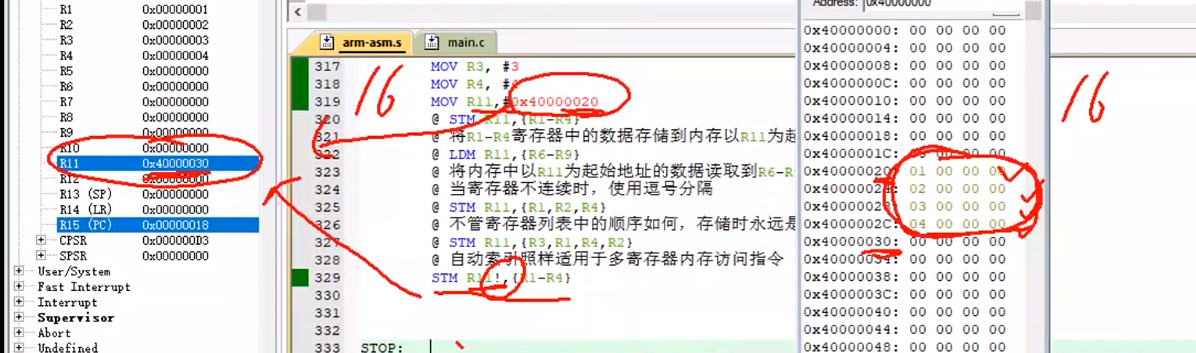 R1 0x00000001
R2 0x00000002
R3 0x00000003
R4 0x00000004
R5 0x00000000
R6 0x00000000
R7 0x00000000
R8 0x00000000
R9 0x00000000
R10 0x00000000
R11 0x40000030
R12 0x00000000
R13 (SP) 0x00000000
R14 (LR) 0x00000000
R15 (PC) 0x00000018
CPSR 0x000000D3
SPSR 0x00000000
User/System
Fast Interrupt
Interrupt
Supervisor
Abort
Undefined
arm-asm.s
main.c
16
317 MOV R3, #3
318 MOV R4, #4
319 MOV R11,#0x40000020
320 @ STM R11,{R1-R4}
321 @ 将R1-R4寄存器中的数据存储到内存以R11为起
322 @ LDM R11,{R6-R9}
323 @ 将内存中以R11为起始地址的数据读取到R6-R
324 @ 当寄存器不连续时，使用逗号分隔
325 @ STM R11,{R1,R2,R4}
326 @ 不管寄存器列表中的顺序如何，存储时永远是
327 @ STM R11,{R3,R1,R4,R2}
328 @ 自动索引照样适用于多寄存器内存访问指令
329 STM R11!,{R1-R4}
330
331
332
333 STOP:
Address: 0x40000000
0x40000000: 00 00 00 00
0x40000004: 00 00 00 00
0x40000008: 00 00 00 00
0x4000000C: 00 00 00 00
0x40000010: 00 00 00 00
0x40000014: 00 00 00 00
0x40000018: 00 00 00 00
0x4000001C: 00 00 00 00
0x40000020: 01 00 00 00
0x40000024: 02 00 00 00
0x40000028: 03 00 00 00
0x4000002C: 04 00 00 00
0x40000030: 00 00 00 00
0x40000034: 00 00 00 00
0x40000038: 00 00 00 00
0x4000003C: 00 00 00 00
0x40000040: 00 00 00 00
0x40000044: 00 00 00 00
0x40000048: 00 00 00 00
16